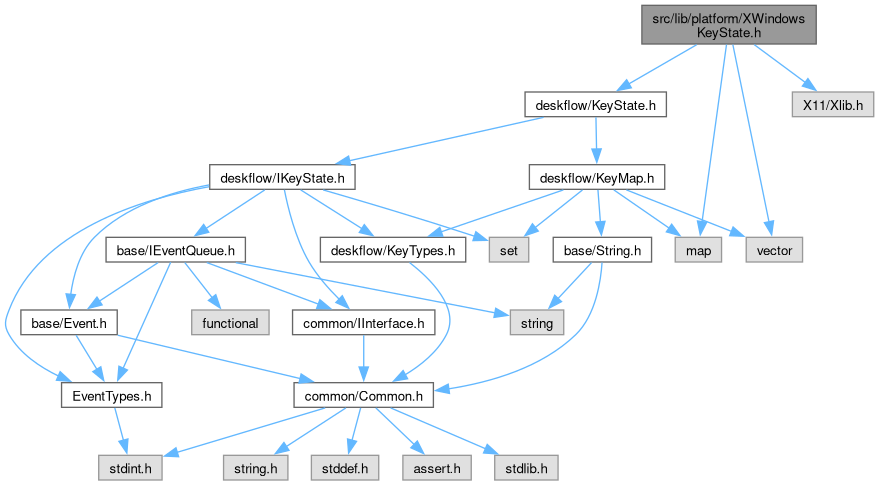 src/lib/platform/XWindows
KeyState.h
deskflow/KeyState.h
X11/Xlib.h
deskflow/IKeyState.h
deskflow/KeyMap.h
base/IEventQueue.h
deskflow/KeyTypes.h
set
base/String.h
map
vector
base/Event.h
functional
common/IInterface.h
string
EventTypes.h
common/Common.h
stdint.h
string.h
stddef.h
assert.h
stdlib.h